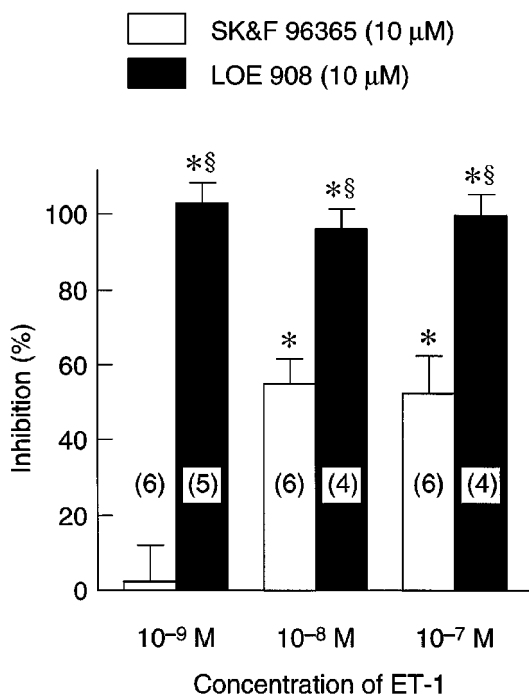 SK&F 96365 (10 μM)
LOE 908 (10 μM)
Inhibition (%)
100
80
60
40
20
0
*§
*
*§
*
*§
(6) (5) (6) (4) (6) (4)
10⁻⁹ M 10⁻⁸ M 10⁻⁷ M
Concentration of ET-1